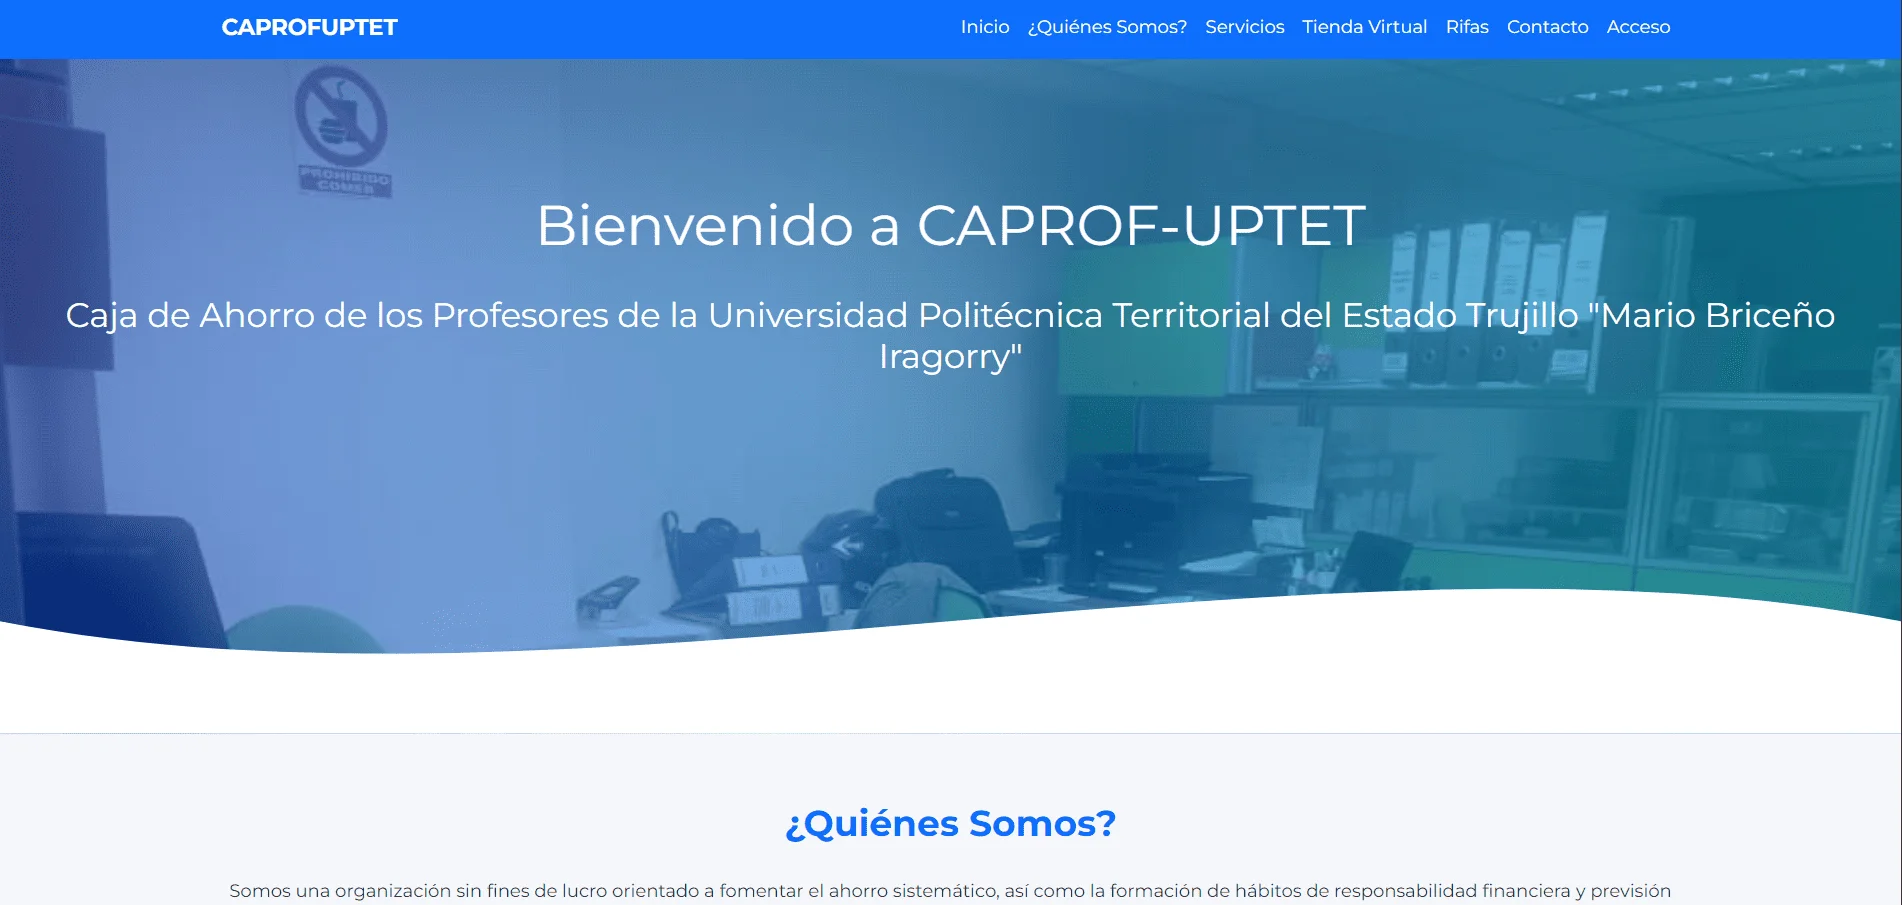 CAPROFUPTET
Inicio ¿Quiénes Somos? Servicios Tienda Virtual Rifas Contacto Acceso
PROHIBIDO
COMER
Bienvenido a CAPROF-UPTET
Caja de Ahorro de los Profesores de la Universidad Politécnica Territorial del Estado Trujillo "Mario Briceño
Iragorry"
¿Quiénes Somos?
Somos una organización sin fines de lucro orientado a fomentar el ahorro sistemático, así como la formación de hábitos de responsabilidad financiera y previsión